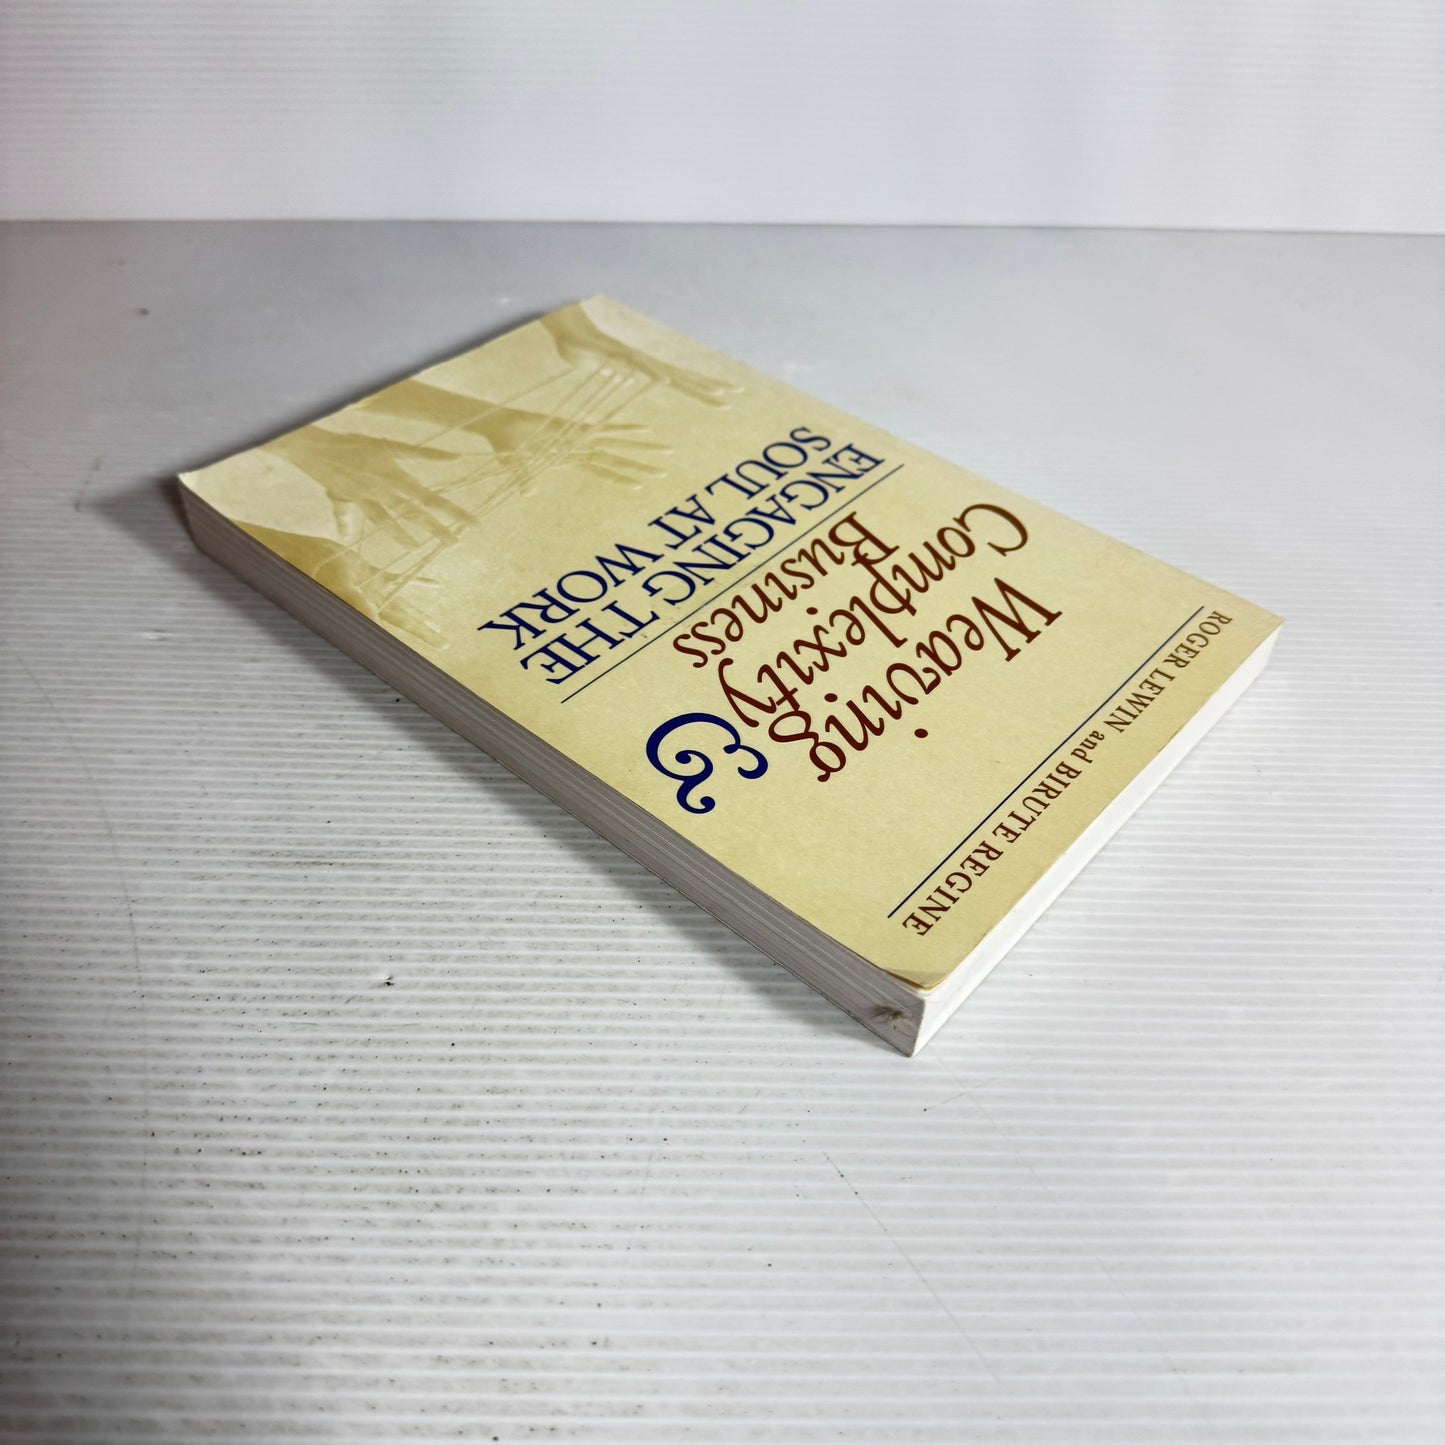 ROGER LEWIN and BIRUTE REGINE
Weaving
Complexity
& Business
ENGAGING THE
SOUL AT WORK